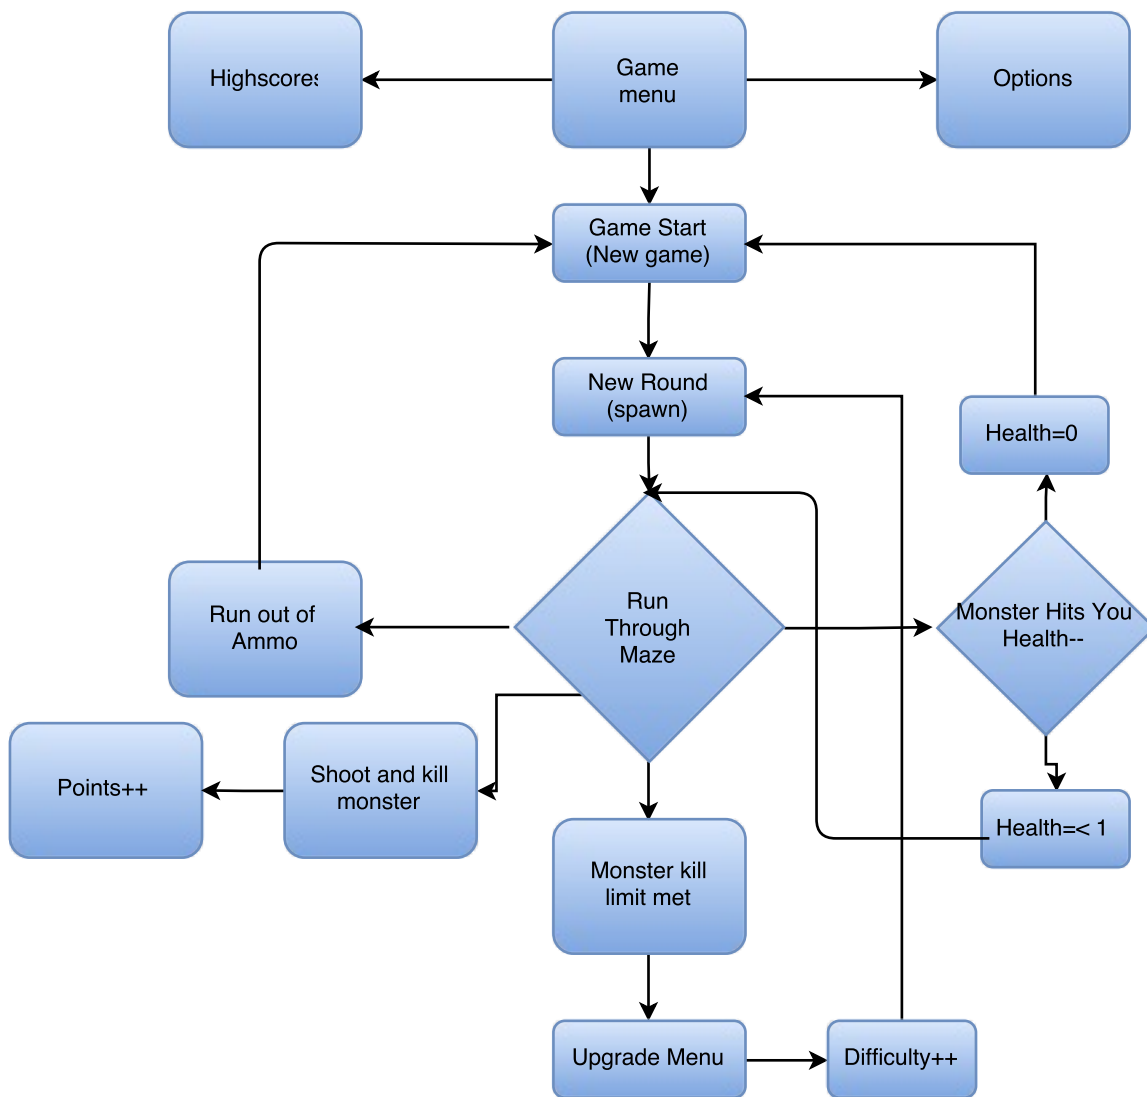 Highscores
Game
menu
Options
Game Start
(New game)
New Round
(spawn)
Health=0
Run out of
Ammo
Run
Through
Maze
Monster Hits You
Health--
Points++
Shoot and kill
monster
Health=< 1
Monster kill
limit met
Upgrade Menu
Difficulty++